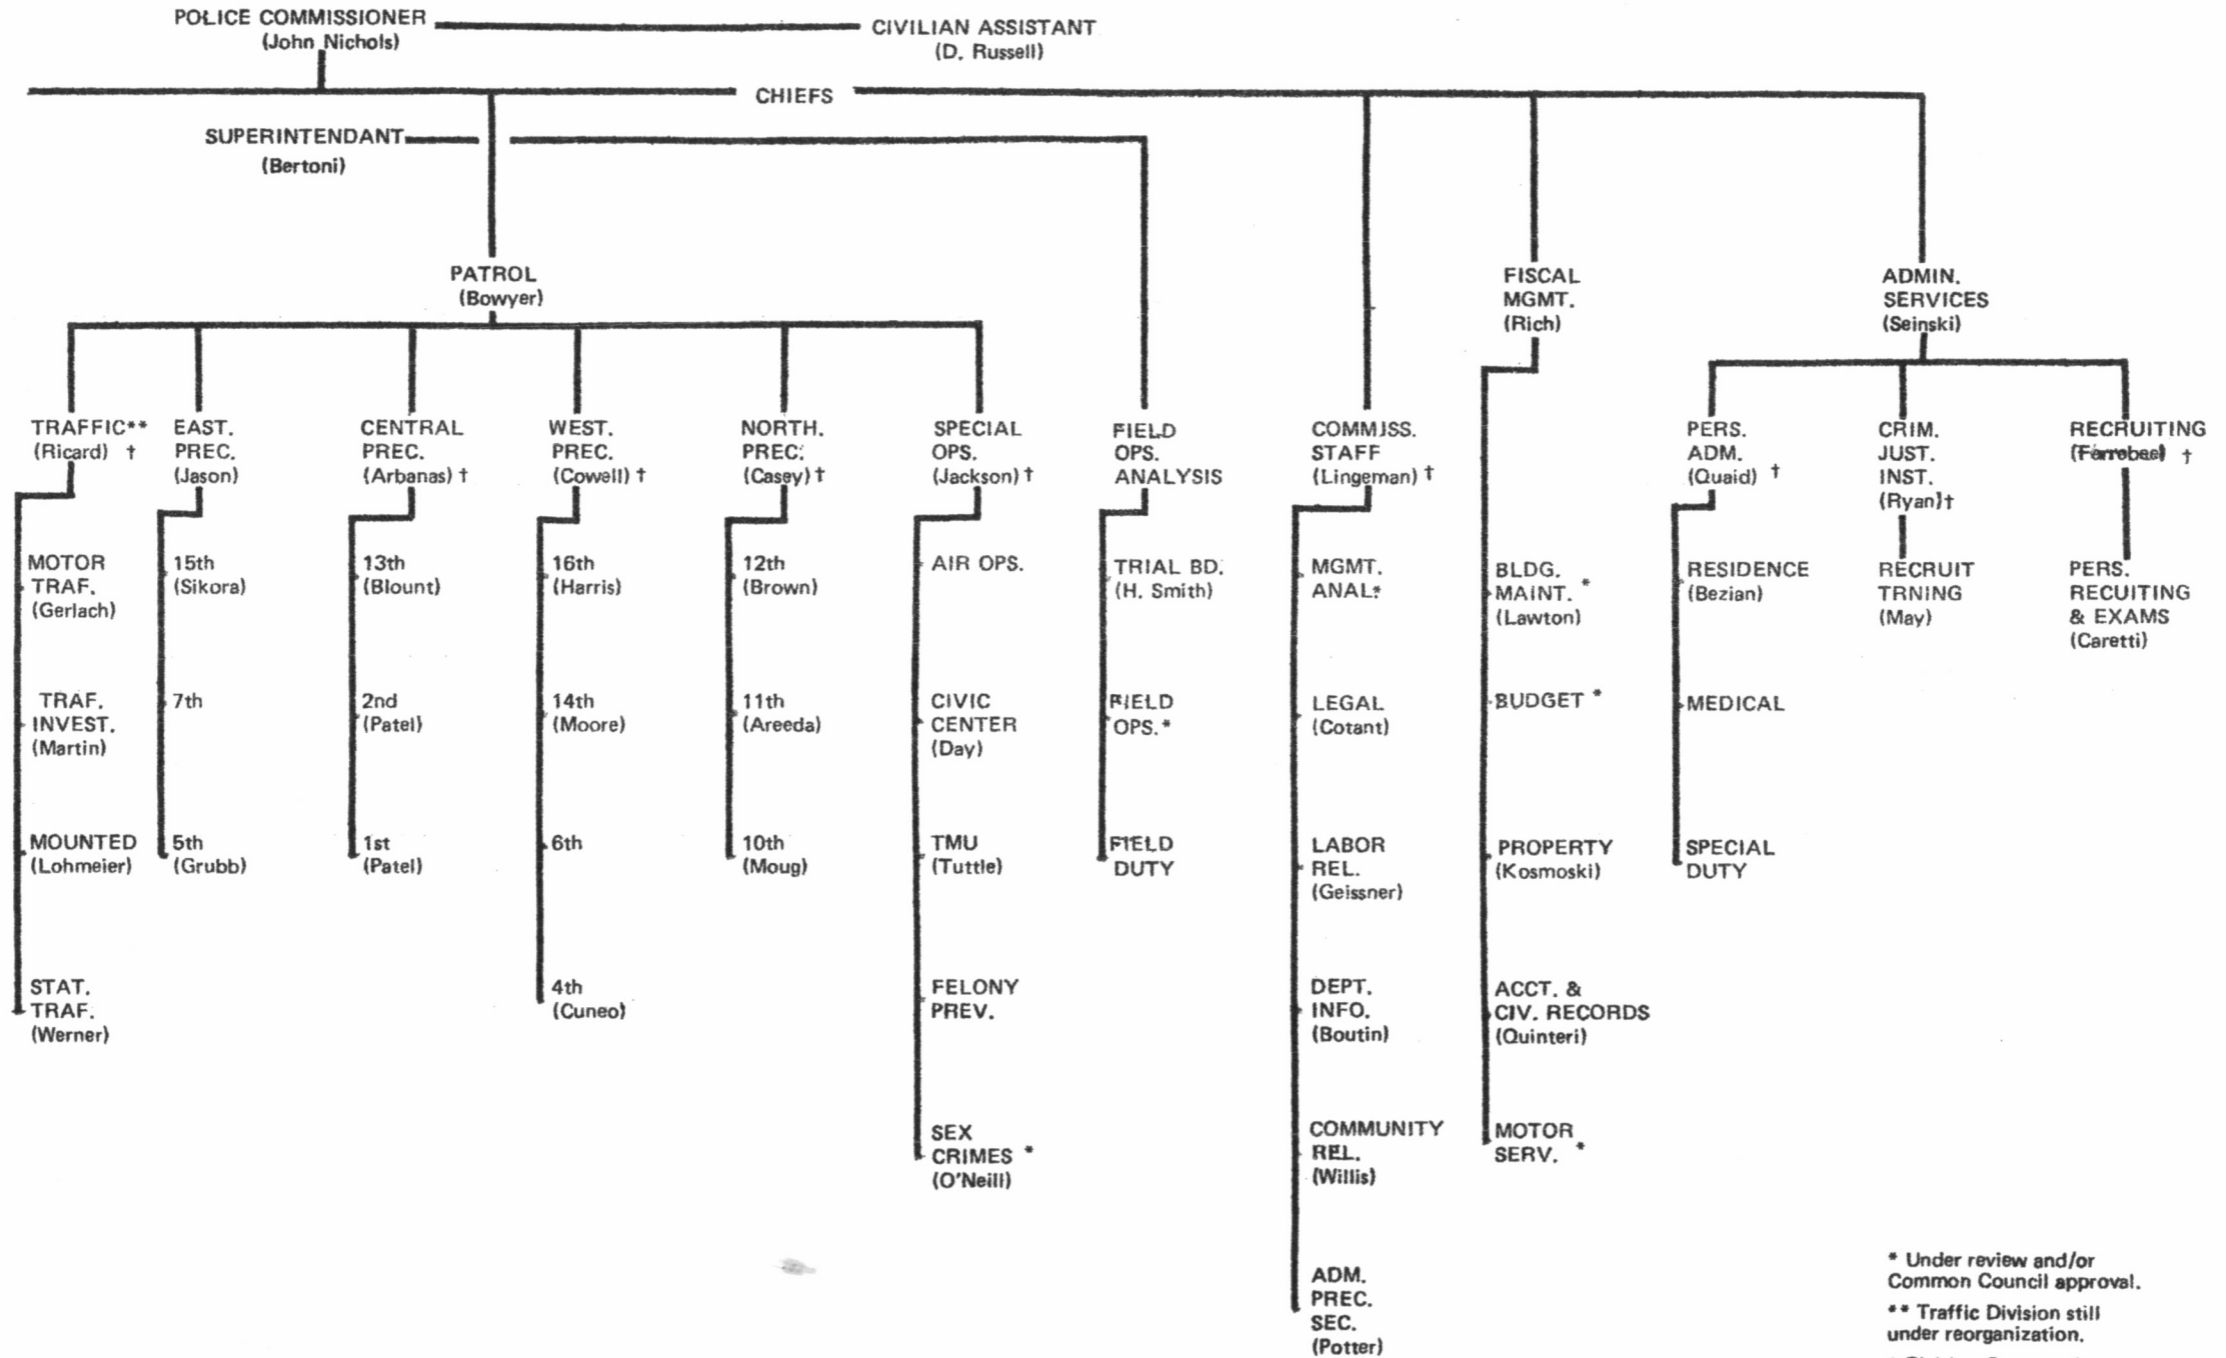 POLICE COMMISSIONER
(John Nichols)
CIVILIAN ASSISTANT
(D. Russell)
CHIEFS
SUPERINTENDANT
(Bertoni)
PATROL
(Bowyer)
FISCAL
MGMT.
(Rich)
ADMIN.
SERVICES
(Seinski)
TRAFFIC**
(Ricard) †
EAST.
PREC.
(Jason)
CENTRAL
PREC.
(Arbanas) †
WEST.
PREC.
(Cowell) †
NORTH.
PREC.
(Casey) †
SPECIAL
OPS.
(Jackson) †
FIELD
OPS.
ANALYSIS
COMMISS.
STAFF
(Lingeman) †
PERS.
ADM.
(Quaid) †
CRIM.
JUST.
INST.
(Ryan) †
RECRUITING
†
MOTOR
TRAF.
(Gerlach)
TRAF.
INVEST.
(Martin)
MOUNTED
(Lohmeier)
STAT.
TRAF.
(Werner)
15th
(Sikora)
7th
5th
(Grubb)
13th
(Blount)
2nd
(Patel)
1st
(Patel)
16th
(Harris)
14th
(Moore)
6th
4th
(Cuneo)
12th
(Brown)
11th
(Areeda)
10th
(Moug)
AIR OPS.
CIVIC
CENTER
(Day)
TMU
(Tuttle)
FELONY
PREV.
SEX
CRIMES *
(O'Neill)
TRIAL BD.
(H. Smith)
FIELD
OPS.*
FIELD
DUTY
MGMT.
ANAL.*
LEGAL
(Cotant)
LABOR
REL.
(Geissner)
DEPT.
INFO.
(Boutin)
COMMUNITY
REL.
(Willis)
ADM.
PREC.
SEC.
(Potter)
BLDG.
MAINT. *
(Lawton)
BUDGET *
PROPERTY
(Kosmoski)
ACCT. &
CIV. RECORDS
(Quinteri)
MOTOR
SERV. *
RESIDENCE
(Bezian)
MEDICAL
SPECIAL
DUTY
RECRUIT
TRNING
(May)
PERS.
RECUITING
& EXAMS
(Caretti)
* Under review and/or
Common Council approval.
** Traffic Division still
under reorganization.